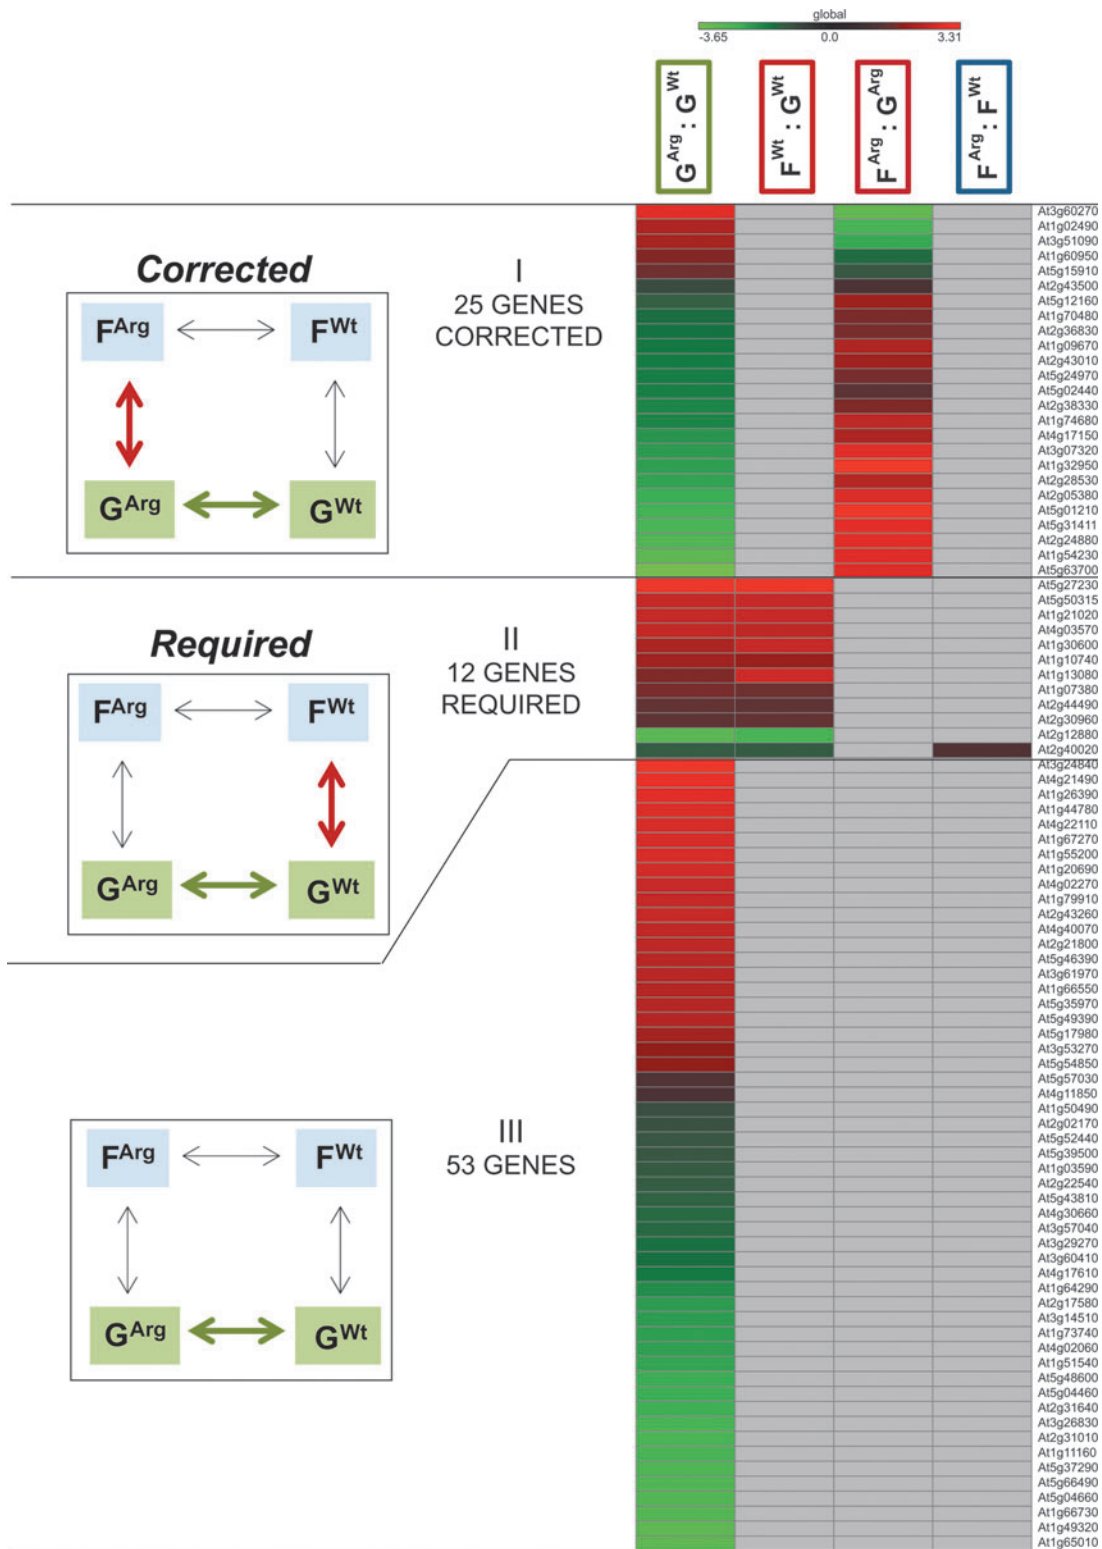 global
-3.65 0.0 3.31
G^Arg : G^Wt
F^Wt : G^Wt
F^Arg : G^Arg
F^Arg : F^Wt
Corrected
F^Arg F^Wt
G^Arg G^Wt
I
25 GENES
CORRECTED
At3g60270
At1g02490
At3g51090
At1g60950
At5g15910
At2g43500
At5g12160
At1g70480
At2g36830
At1g09670
At2g43010
At5g24970
At5g02440
At2g38330
At1g74680
At4g17150
At3g07320
At1g32950
At2g28530
At2g05380
At5g01210
At5g31411
At2g24880
At1g54230
At5g63700
Required
F^Arg F^Wt
G^Arg G^Wt
II
12 GENES
REQUIRED
At5g27230
At5g50315
At1g21020
At4g03570
At1g30600
At1g10740
At1g13080
At1g07380
At2g44490
At2g30960
At2g12880
At2g40020
F^Arg F^Wt
G^Arg G^Wt
III
53 GENES
At3g24840
At4g21490
At1g26390
At1g44780
At4g22110
At1g67270
At1g55200
At1g20690
At4g02270
At1g79910
At2g43260
At4g40070
At2g21800
At5g46390
At3g61970
At1g66550
At5g35970
At5g49390
At5g17980
At3g53270
At5g54850
At5g57030
At4g11850
At1g50490
At2g02170
At5g52440
At5g39500
At1g03590
At2g22540
At5g43810
At4g30660
At3g57040
At3g29270
At3g60410
At4g17610
At1g64290
At2g17580
At3g14510
At1g73740
At4g02060
At1g51540
At5g48600
At5g04460
At2g31640
At3g26830
At2g31010
At1g11160
At5g37290
At5g66490
At5g04660
At1g66730
At1g49320
At1g65010